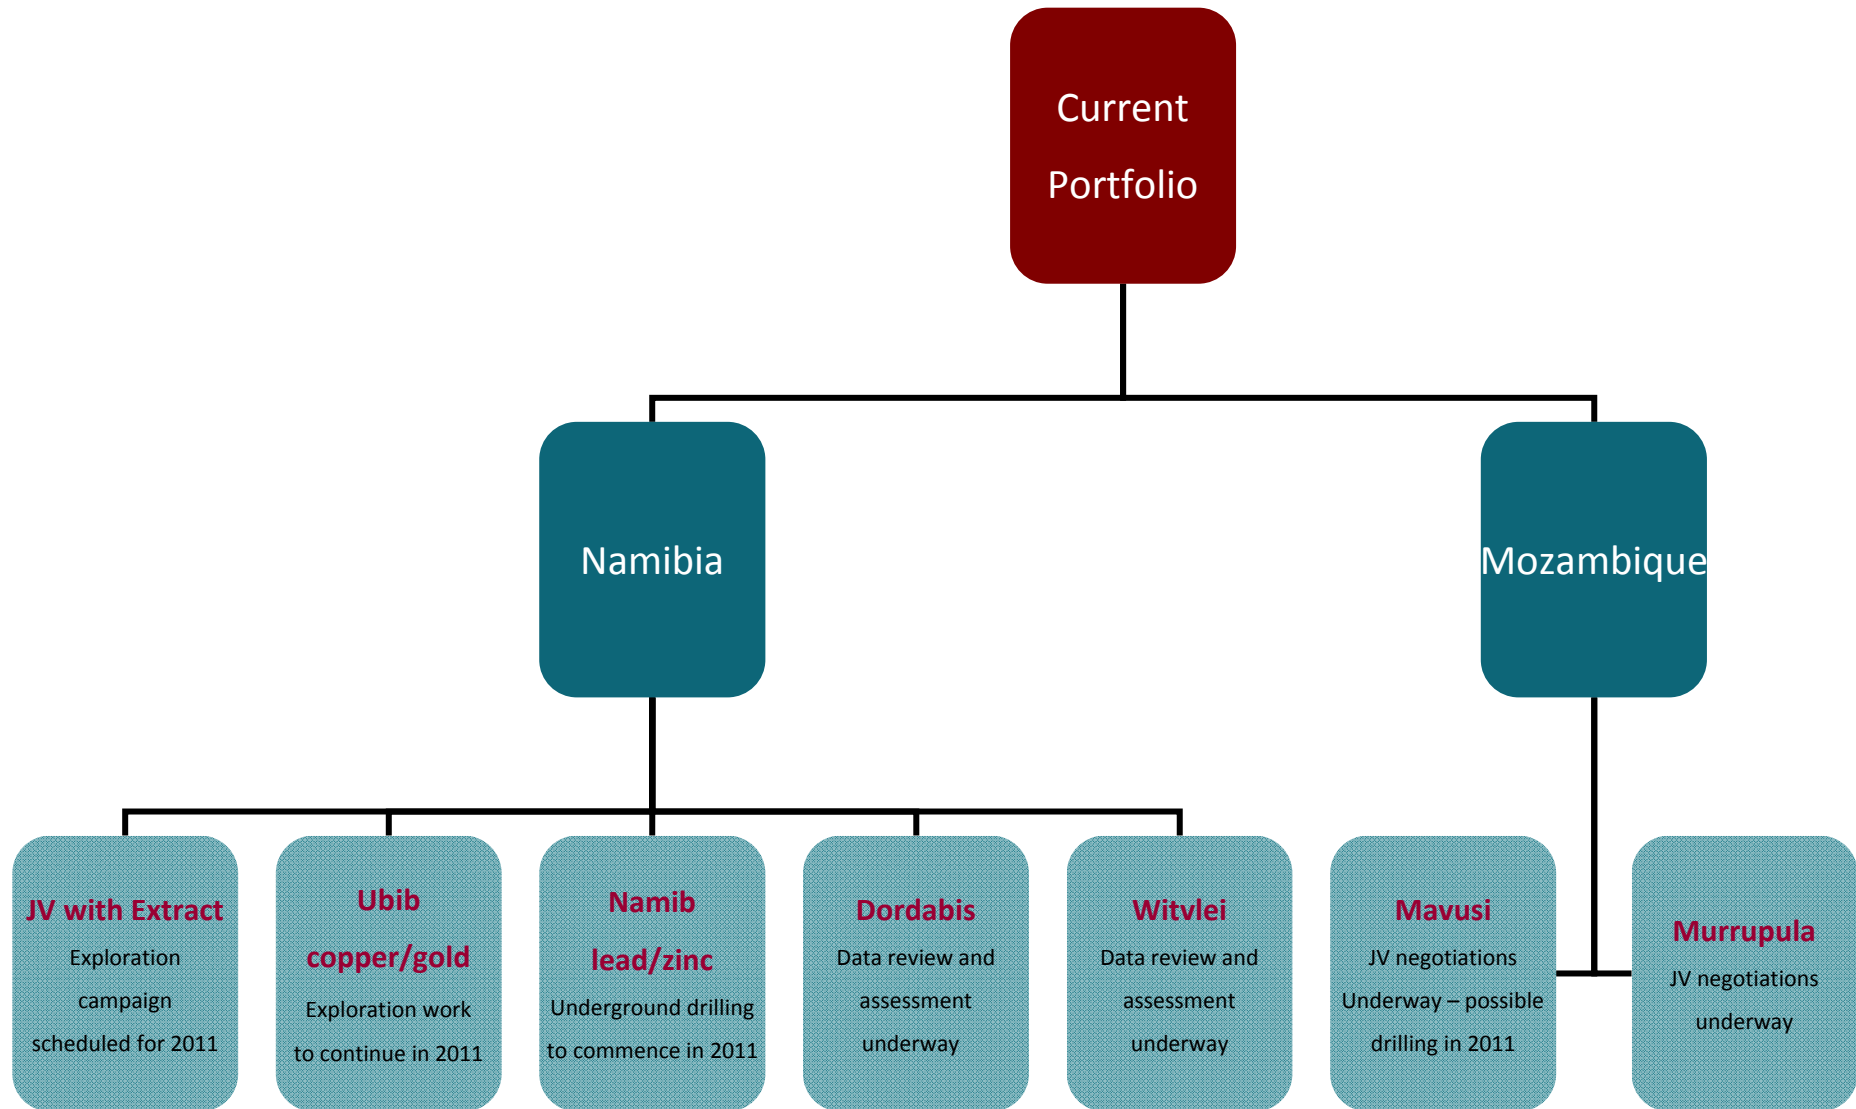 Current
Portfolio
Namibia
Mozambique
JV with Extract
Exploration
campaign
scheduled for 2011
Ubib
copper/gold
Exploration work
to continue in 2011
Namib
lead/zinc
Underground drilling
to commence in 2011
Dordabis
Data review and
assessment
underway
Witvlei
Data review and
assessment
underway
Mavusi
JV negotiations
Underway – possible
drilling in 2011
Murrupula
JV negotiations
underway